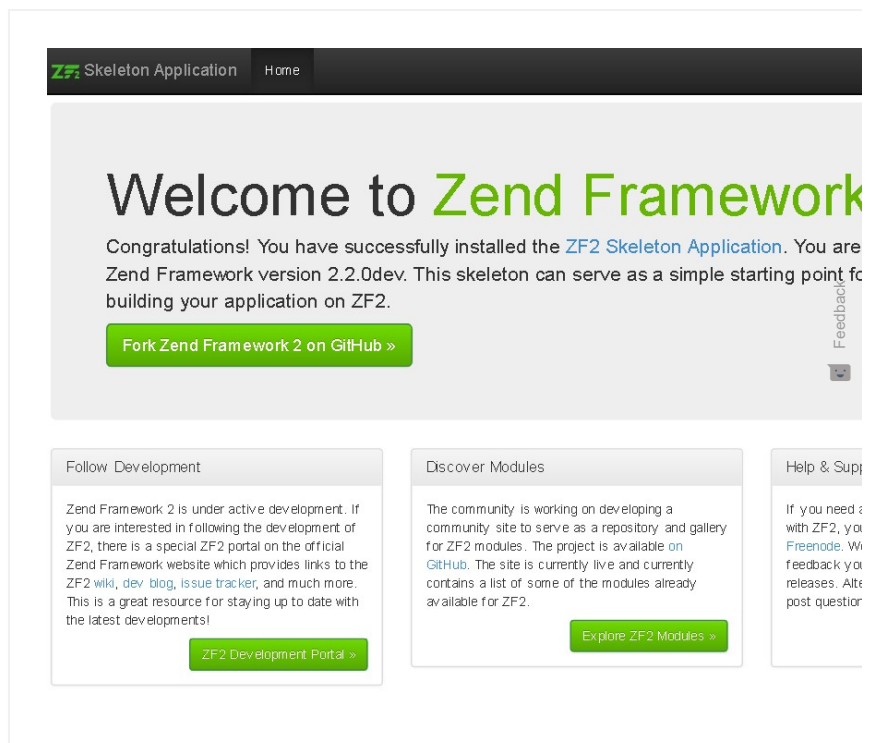 ZF2 Skeleton Application Home
Welcome to Zend Framework
Congratulations! You have successfully installed the ZF2 Skeleton Application. You are
Zend Framework version 2.2.0dev. This skeleton can serve as a simple starting point fo
building your application on ZF2.
Fork Zend Framework 2 on GitHub »
Feedback
Follow Development
Zend Framework 2 is under active development. If
you are interested in following the development of
ZF2, there is a special ZF2 portal on the official
Zend Framework website which provides links to the
ZF2 wiki, dev blog, issue tracker, and much more.
This is a great resource for staying up to date with
the latest developments!
ZF2 Development Portal »
Discover Modules
The community is working on developing a
community site to serve as a repository and gallery
for ZF2 modules. The project is available on
GitHub. The site is currently live and currently
contains a list of some of the modules already
available for ZF2.
Explore ZF2 Modules »
Help & Supp
If you need a
with ZF2, you
Freenode. We
feedback you
releases. Alte
post question